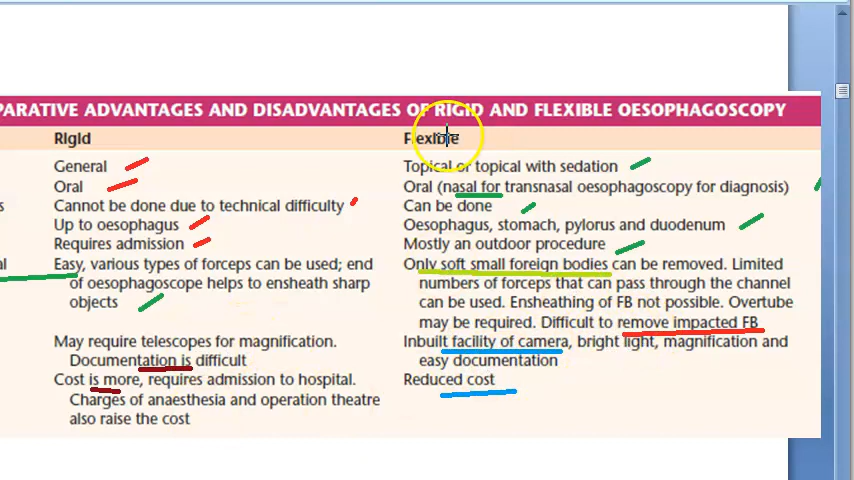 PARATIVE ADVANTAGES AND DISADVANTAGES OF RIGID AND FLEXIBLE OESOPHAGOSCOPY
Rigid Flexible
General Topical or topical with sedation
Oral Oral (nasal for transnasal oesophagoscopy for diagnosis)
s Cannot be done due to technical difficulty Can be done
Up to oesophagus Oesophagus, stomach, pylorus and duodenum
Requires admission Mostly an outdoor procedure
al Easy, various types of forceps can be used; end Only soft small foreign bodies can be removed. Limited
of oesophagoscope helps to ensheath sharp numbers of forceps that can pass through the channel
objects can be used. Ensheathing of FB not possible. Overtube
may be required. Difficult to remove impacted FB
May require telescopes for magnification. Inbuilt facility of camera, bright light, magnification and
Documentation is difficult easy documentation
Cost is more, requires admission to hospital. Reduced cost
Charges of anaesthesia and operation theatre
also raise the cost